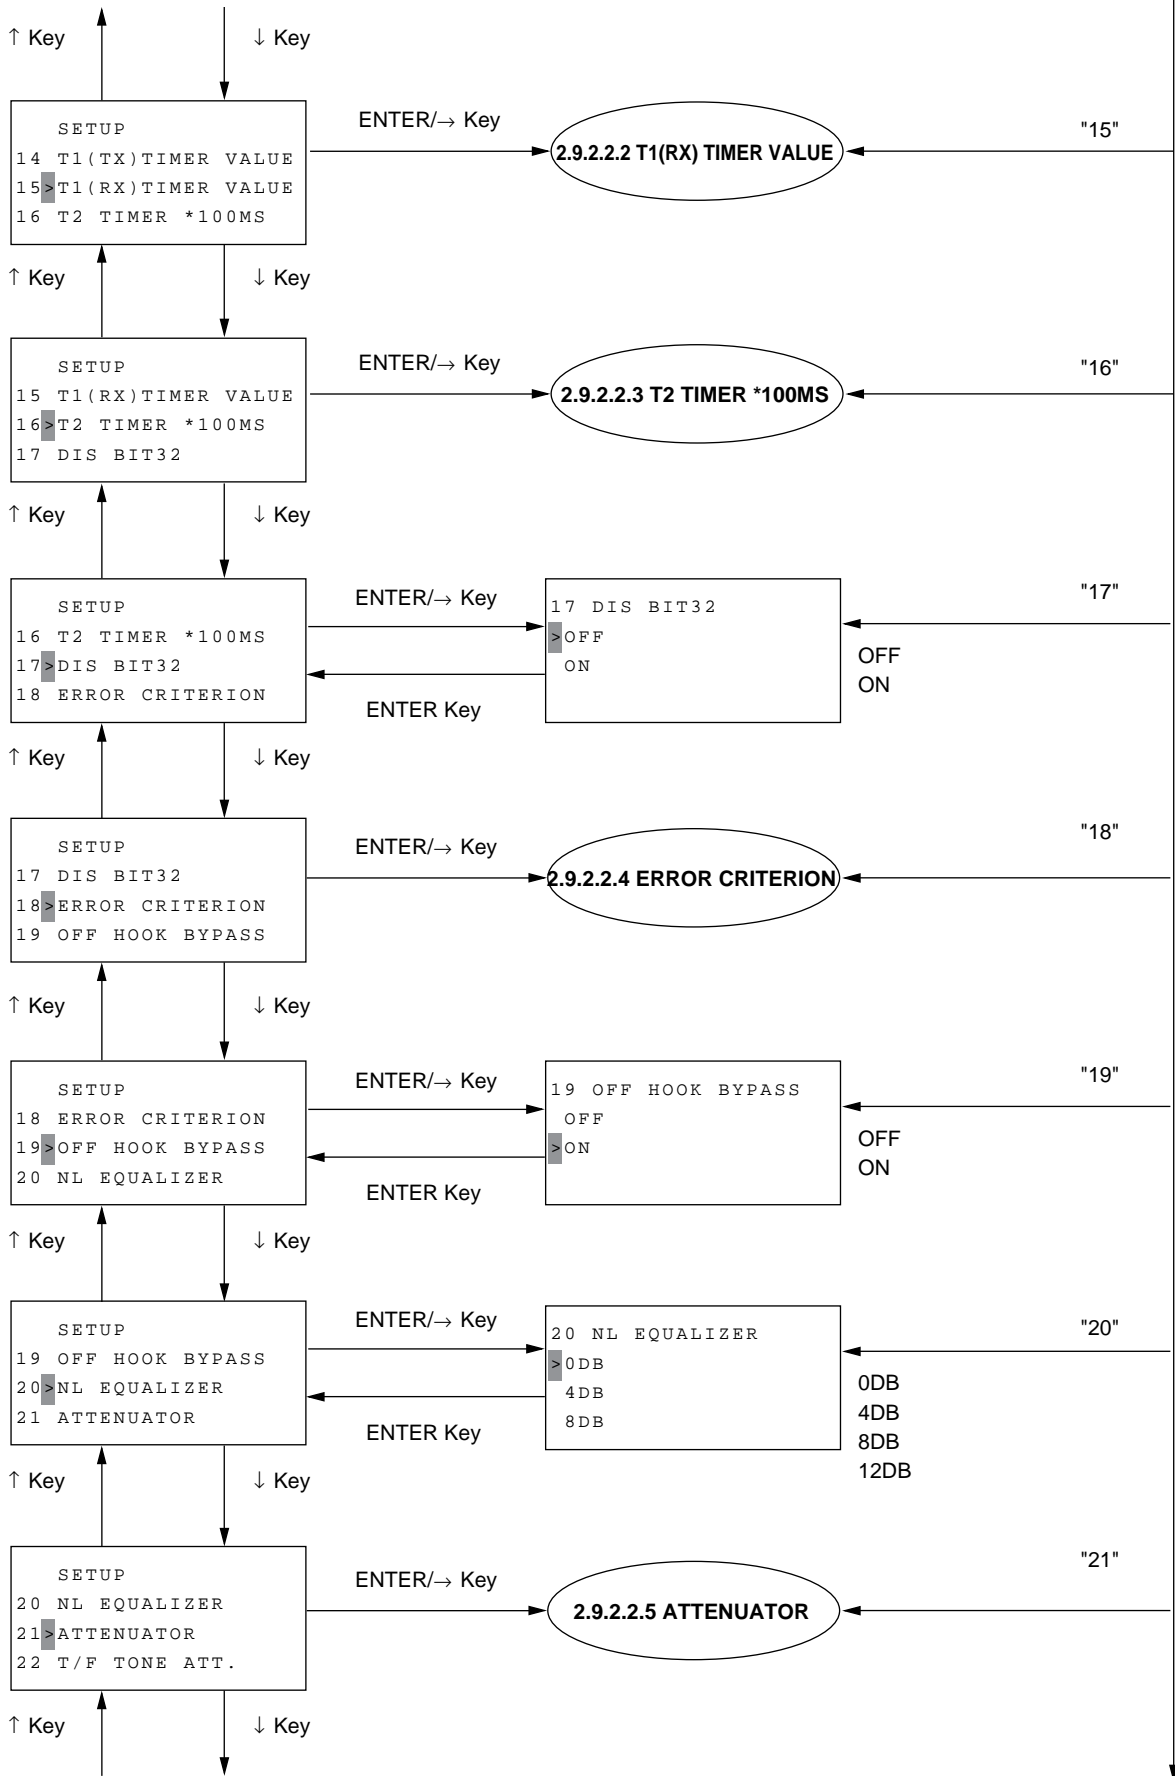 ↑ Key
↓ Key
SETUP
14 T1(TX)TIMER VALUE
15>T1(RX)TIMER VALUE
16 T2 TIMER *100MS
ENTER/→ Key
2.9.2.2.2 T1(RX) TIMER VALUE
"15"
↑ Key
↓ Key
SETUP
15 T1(RX)TIMER VALUE
16>T2 TIMER *100MS
17 DIS BIT32
ENTER/→ Key
2.9.2.2.3 T2 TIMER *100MS
"16"
↑ Key
↓ Key
SETUP
16 T2 TIMER *100MS
17>DIS BIT32
18 ERROR CRITERION
ENTER/→ Key
ENTER Key
17 DIS BIT32
>OFF
ON
"17"
OFF
ON
↑ Key
↓ Key
SETUP
17 DIS BIT32
18>ERROR CRITERION
19 OFF HOOK BYPASS
ENTER/→ Key
2.9.2.2.4 ERROR CRITERION
"18"
↑ Key
↓ Key
SETUP
18 ERROR CRITERION
19>OFF HOOK BYPASS
20 NL EQUALIZER
ENTER/→ Key
ENTER Key
19 OFF HOOK BYPASS
OFF
>ON
"19"
OFF
ON
↑ Key
↓ Key
SETUP
19 OFF HOOK BYPASS
20>NL EQUALIZER
21 ATTENUATOR
ENTER/→ Key
ENTER Key
20 NL EQUALIZER
>0DB
4DB
8DB
"20"
0DB
4DB
8DB
12DB
↑ Key
↓ Key
SETUP
20 NL EQUALIZER
21>ATTENUATOR
22 T/F TONE ATT.
ENTER/→ Key
2.9.2.2.5 ATTENUATOR
"21"
↑ Key
↓ Key